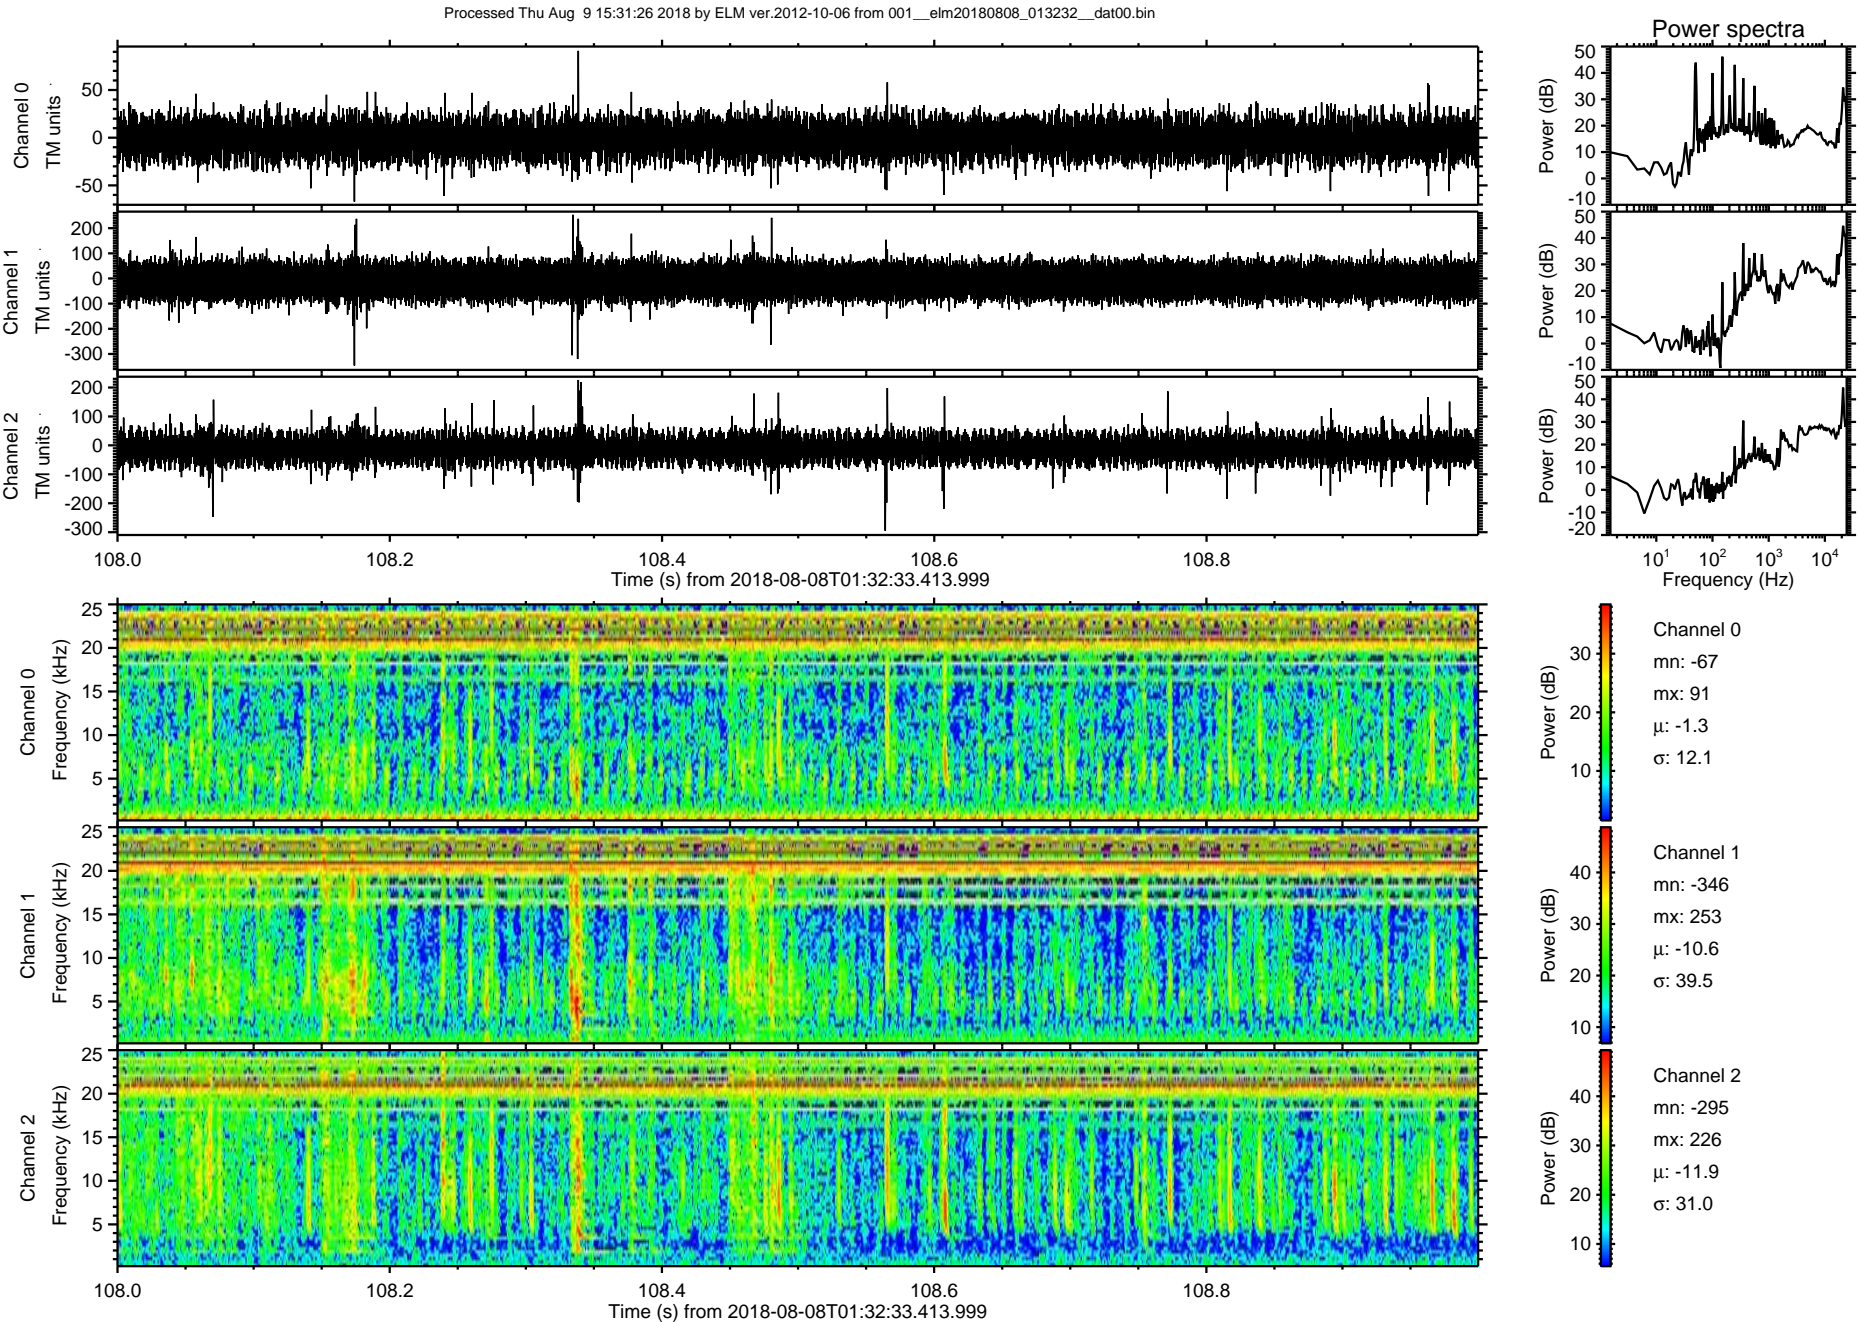 Processed Thu Aug  9 15:31:26 2018 by ELM ver.2012-10-06 from 001__elm20180808_013232__dat00.bin
Power spectra
Channel 0
TM units
50
0
-50
Power (dB)
50
40
30
20
10
0
-10
Channel 1
TM units
200
100
0
-100
-200
-300
Power (dB)
50
40
30
20
10
0
-10
Channel 2
TM units
200
100
0
-100
-200
-300
Power (dB)
50
40
30
20
10
0
-10
-20
108.0 108.2 108.4 108.6 108.8
Time (s) from 2018-08-08T01:32:33.413.999
10¹ 10² 10³ 10⁴
Frequency (Hz)
Channel 0
Frequency (kHz)
25
20
15
10
5
Power (dB)
30
20
10
Channel 0
mn: -67
mx: 91
μ: -1.3
σ: 12.1
Channel 1
Frequency (kHz)
25
20
15
10
5
Power (dB)
40
30
20
10
Channel 1
mn: -346
mx: 253
μ: -10.6
σ: 39.5
Channel 2
Frequency (kHz)
25
20
15
10
5
Power (dB)
40
30
20
10
Channel 2
mn: -295
mx: 226
μ: -11.9
σ: 31.0
108.0 108.2 108.4 108.6 108.8
Time (s) from 2018-08-08T01:32:33.413.999